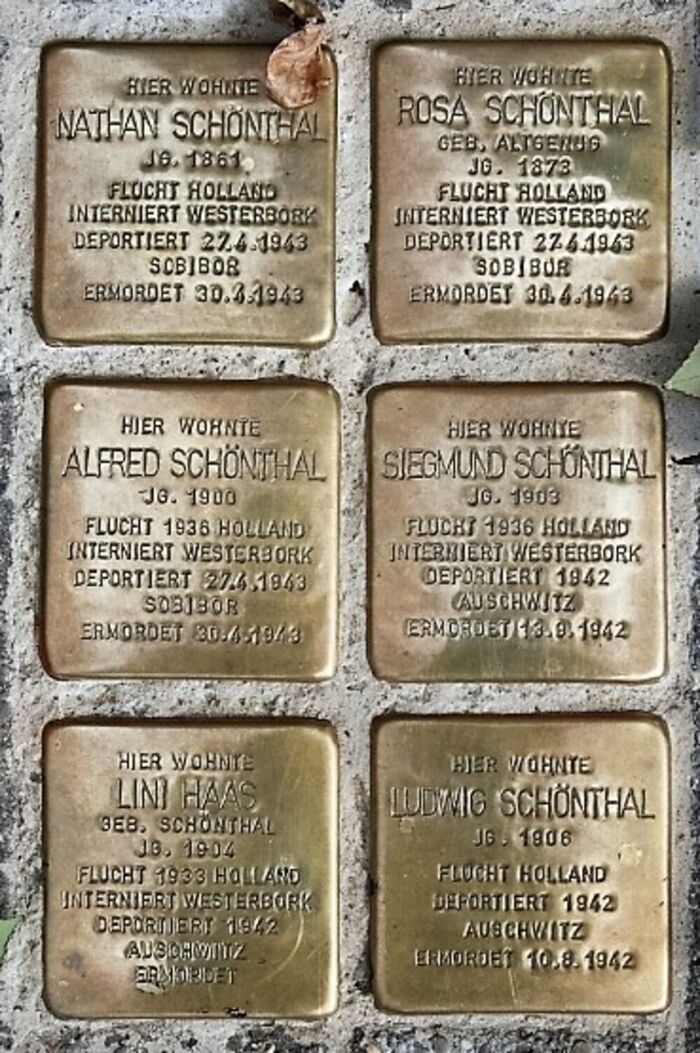 HIER WOHNTE
NATHAN SCHÖNTHAL
JG. 1861
FLUCHT HOLLAND
INTERNIERT WESTERBORK
DEPORTIERT 27.4.1943
SOBIBOR
ERMORDET 30.4.1943
HIER WOHNTE
ROSA SCHÖNTHAL
GEB. ALTGENUG
JG. 1873
FLUCHT HOLLAND
INTERNIERT WESTERBORK
DEPORTIERT 27.4.1943
SOBIBOR
ERMORDET 30.4.1943
HIER WOHNTE
ALFRED SCHÖNTHAL
JG. 1900
FLUCHT 1936 HOLLAND
INTERNIERT WESTERBORK
DEPORTIERT 27.4.1943
SOBIBOR
ERMORDET 30.4.1943
HIER WOHNTE
SIEGMUND SCHÖNTHAL
JG. 1903
FLUCHT 1936 HOLLAND
INTERNIERT WESTERBORK
DEPORTIERT 1942
AUSCHWITZ
ERMORDET 13.9.1942
HIER WOHNTE
LINI HAAS
GEB. SCHÖNTHAL
JG. 1904
FLUCHT 1933 HOLLAND
INTERNIERT WESTERBORK
DEPORTIERT 1942
AUSCHWITZ
ERMORDET
HIER WOHNTE
LUDWIG SCHÖNTHAL
JG. 1906
FLUCHT HOLLAND
DEPORTIERT 1942
AUSCHWITZ
ERMORDET 10.8.1942